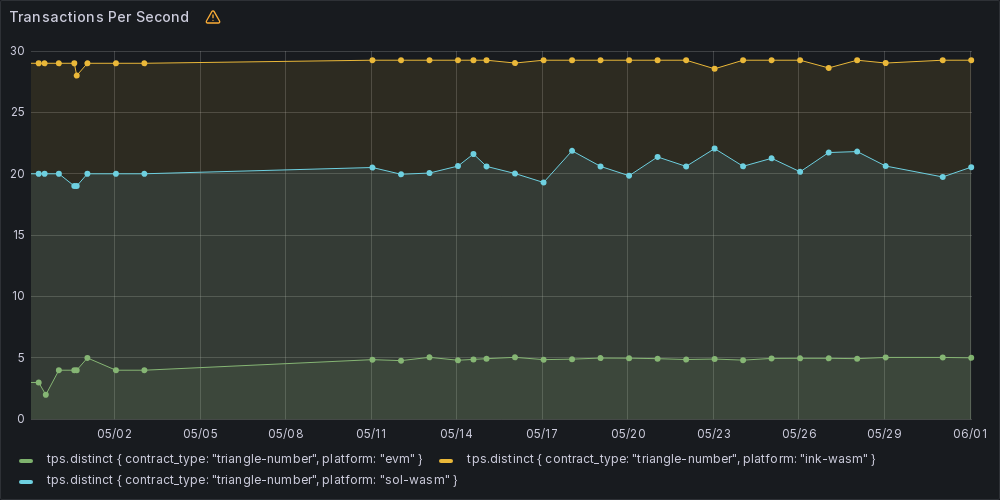 Transactions Per Second
30
25
20
15
10
5
0
05/02 05/05 05/08 05/11 05/14 05/17 05/20 05/23 05/26 05/29 06/01
tps.distinct { contract_type: "triangle-number", platform: "evm" } tps.distinct { contract_type: "triangle-number", platform: "ink-wasm" }
tps.distinct { contract_type: "triangle-number", platform: "sol-wasm" }